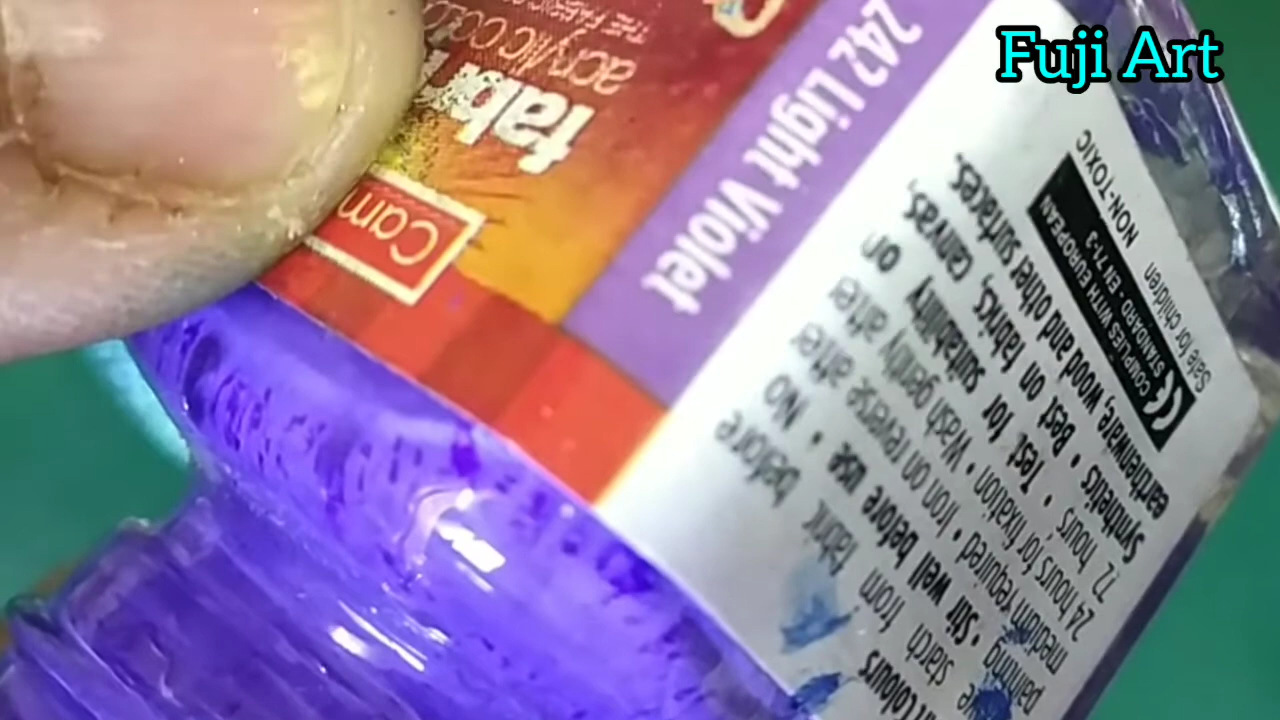 Fuji Art
Cam
fabr
acrylic colo
242 Light Violet
colours
starch from fabric before
painting • Stir well before use • No
medium required • Iron on reverse after
24 hours for fixation • Wash gently after
72 hours • Test for suitability on
synthetics • Best on fabrics, canvas,
earthenware, wood and other surfaces.
CE COMPLIES WITH EUROPEAN
STANDARD - EN 71-3
Safe for children NON-TOXIC